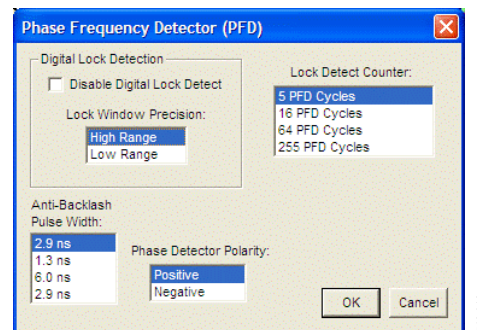 Phase Frequency Detector (PFD)
Digital Lock Detection
Disable Digital Lock Detect
Lock Window Precision:
High Range
Low Range
Lock Detect Counter:
5 PFD Cycles
16 PFD Cycles
64 PFD Cycles
255 PFD Cycles
Anti-Backlash
Pulse Width:
2.9 ns
1.3 ns
6.0 ns
2.9 ns
Phase Detector Polarity:
Positive
Negative
OK
Cancel